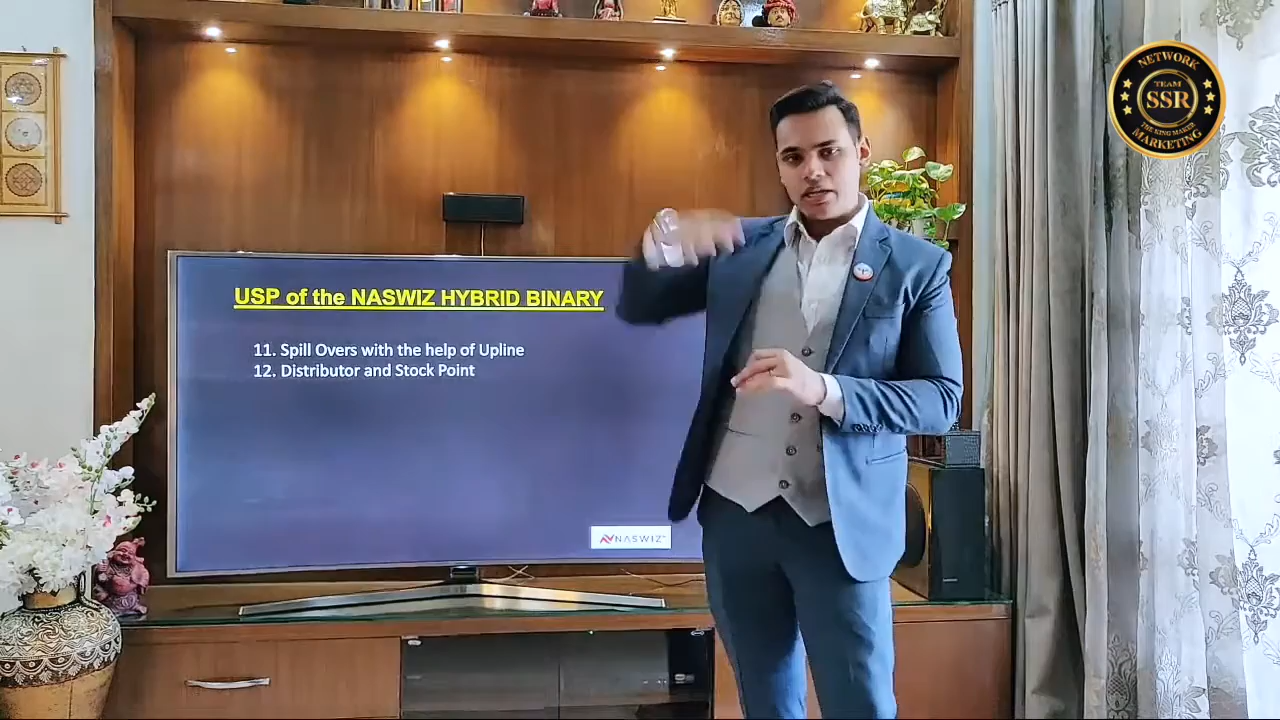 USP of the NASWIZ HYBRID BINARY
11. Spill Overs with the help of Upline
12. Distributor and Stock Point
NASWIZ
NETWORK
TEAM
SSR
THE KING MAKER
MARKETING